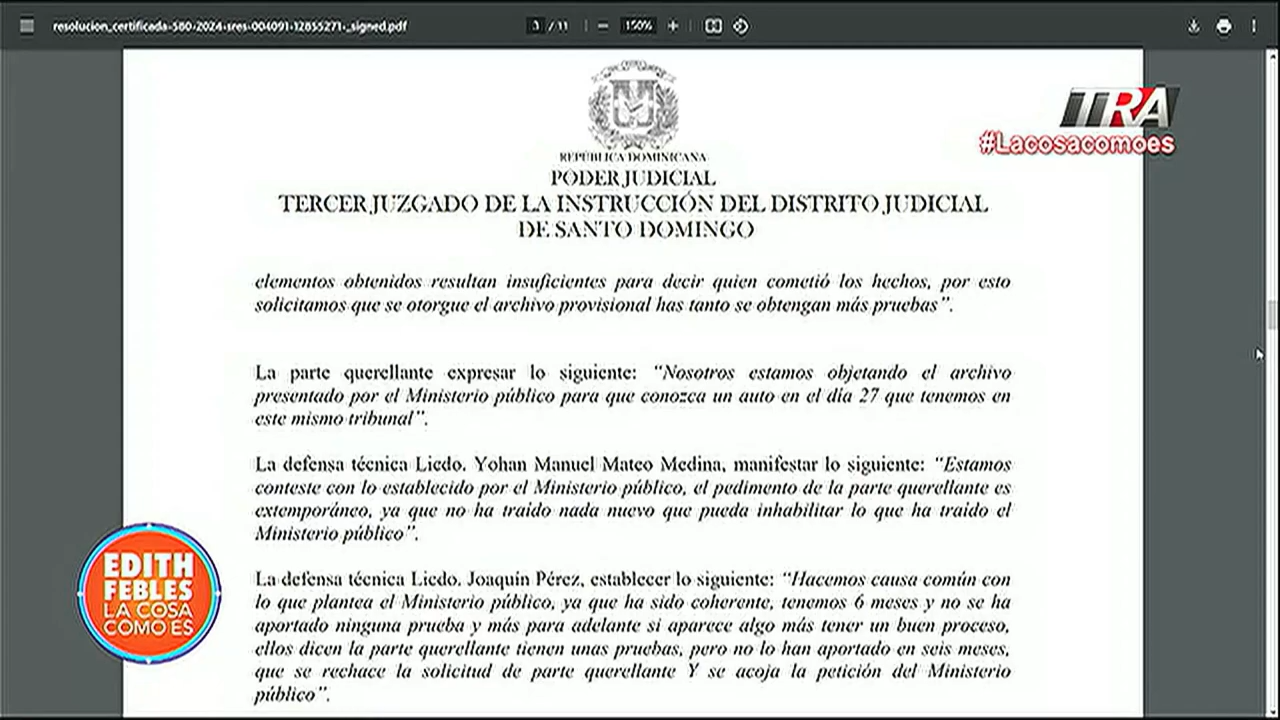 resolucion_certificada-580-2024-sres-004091-12855271-_signed.pdf
3 / 11
150%
TRA
#Lacosacomoes
REPÚBLICA DOMINICANA
PODER JUDICIAL
TERCER JUZGADO DE LA INSTRUCCIÓN DEL DISTRITO JUDICIAL
DE SANTO DOMINGO
elementos obtenidos resultan insuficientes para decir quien cometió los hechos, por esto
solicitamos que se otorgue el archivo provisional has tanto se obtengan más pruebas”.
La parte querellante expresar lo siguiente: “Nosotros estamos objetando el archivo
presentado por el Ministerio público para que conozca un auto en el día 27 que tenemos en
este mismo tribunal”.
La defensa técnica Licdo. Yohan Manuel Mateo Medina, manifestar lo siguiente: “Estamos
conteste con lo establecido por el Ministerio público, el pedimento de la parte querellante es
extemporáneo, ya que no ha traído nada nuevo que pueda inhabilitar lo que ha traído el
Ministerio público”.
La defensa técnica Licdo. Joaquín Pérez, establecer lo siguiente: “Hacemos causa común con
lo que plantea el Ministerio público, ya que ha sido coherente, tenemos 6 meses y no se ha
aportado ninguna prueba y más para adelante si aparece algo más tener un buen proceso,
ellos dicen la parte querellante tienen unas pruebas, pero no lo han aportado en seis meses,
que se rechace la solicitud de parte querellante Y se acoja la petición del Ministerio
público”.
EDITH
FEBLES
LA COSA
COMO ES